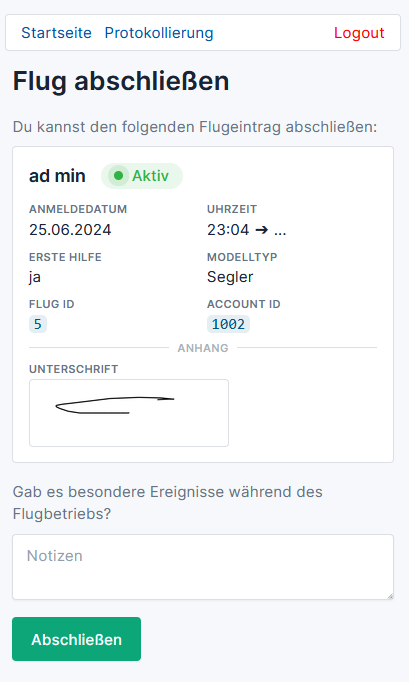 Startseite Protokollierung Logout
Flug abschließen
Du kannst den folgenden Flugeintrag abschließen:
ad min Aktiv
ANMELDEDATUM UHRZEIT
25.06.2024 23:04 ➔ ...
ERSTE HILFE MODELLTYP
ja Segler
FLUG ID ACCOUNT ID
5 1002
ANHANG
UNTERSCHRIFT
Gab es besondere Ereignisse während des
Flugbetriebs?
Notizen
Abschließen